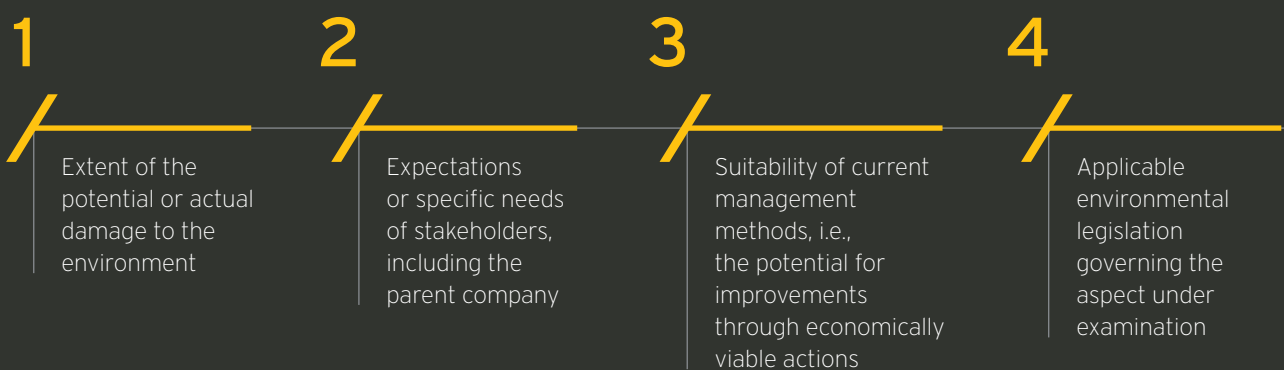 1
Extent of the
potential or actual
damage to the
environment
2
Expectations
or specific needs
of stakeholders,
including the
parent company
3
Suitability of current
management
methods, i.e.,
the potential for
improvements
through economically
viable actions
4
Applicable
environmental
legislation
governing the
aspect under
examination